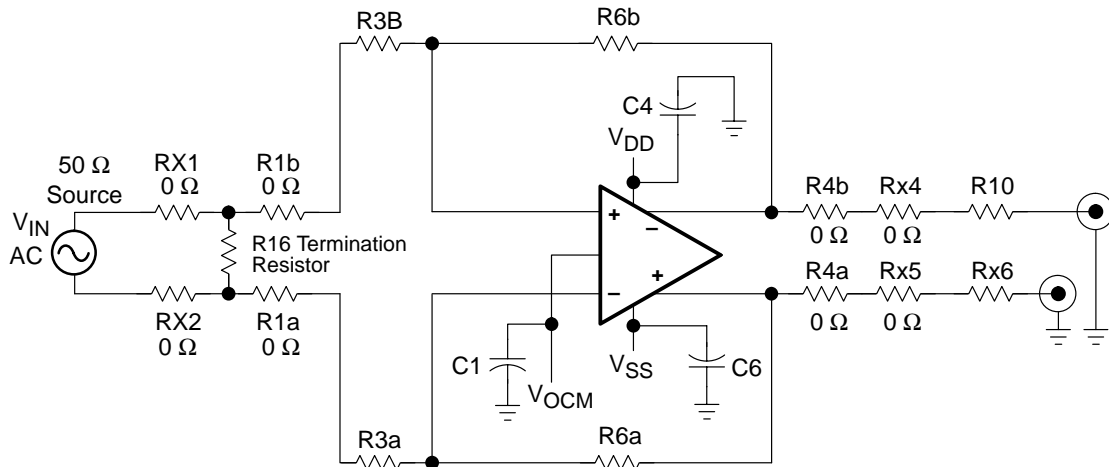 R3B
R6b
C4
V_DD
50 Ω
Source
RX1
0 Ω
R1b
0 Ω
R4b
0 Ω
Rx4
0 Ω
R10
V_IN
AC
R16 Termination
Resistor
+
−
+
−
RX2
0 Ω
R1a
0 Ω
R4a
0 Ω
Rx5
0 Ω
Rx6
C1
V_OCM
V_SS
C6
R3a
R6a